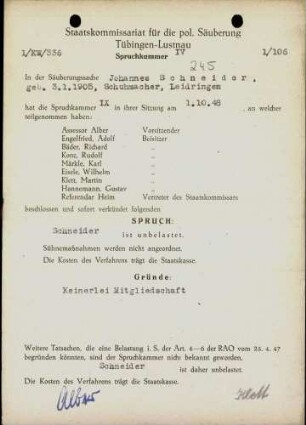 Staatskommissariat für die pol. Säuberung
Tübingen-Lustnau
1/KW/336 Spruchkammer IV 1/106
245
In der Säuberungssache Johannes Schneider,
geb. 3.1.1905, Schuhmacher, Leidringen
hat die Spruchkammer IX in ihrer Sitzung am 1.10.48 , an welcher
teilgenommen haben:
Assessor Alber Vorsitzender
Engelfried, Adolf Beisitzer
Bäder, Richard „
Konz, Rudolf „
Märkle, Karl „
Eisele, Wilhelm „
Klett, Martin „
Hennemann, Gustav „
Referendar Heim Vertreter des Staatskommissars
beschlossen und sofort verkündet folgenden
SPRUCH:
Schneider
ist unbelastet.
Sühnemaßnahmen werden nicht angeordnet.
Die Kosten des Verfahrens trägt die Staatskasse.
Gründe:
Keinerlei Mitgliedschaft
Weitere Tatsachen, die eine Belastung i. S. der Art. 4—6 der RAO vom 25. 4. 47
begründen könnten, sind der Spruchkammer nicht bekannt geworden.
Schneider ist daher unbelastet.
Die Kosten des Verfahrens trägt die Staatskasse.
Alber Klett